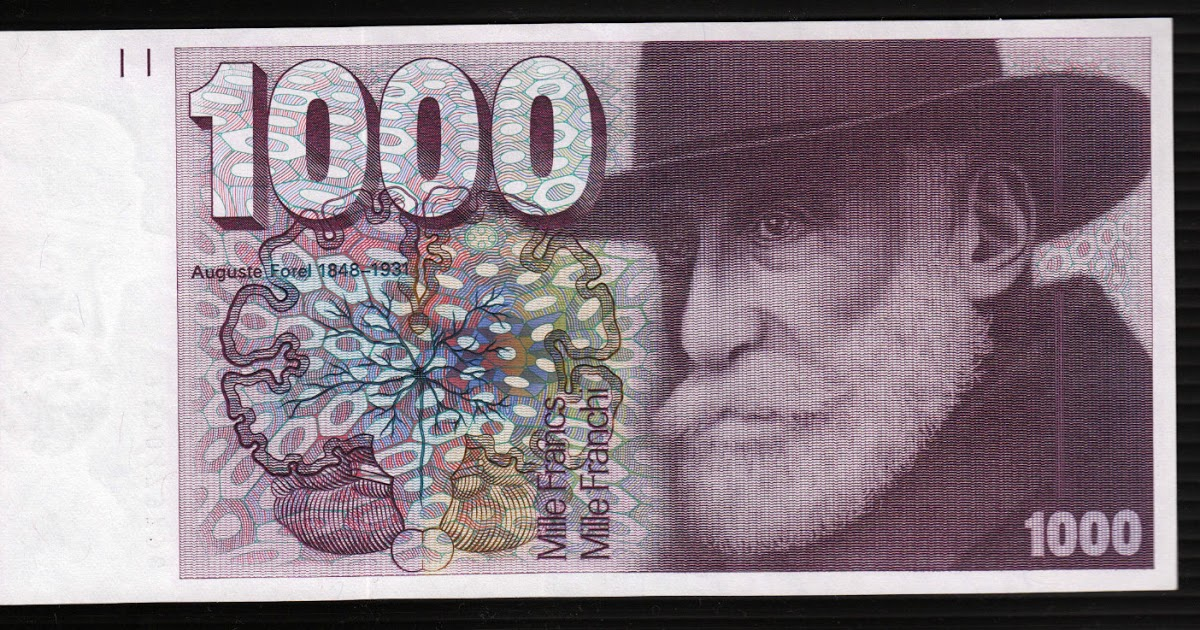 1000
Auguste Forel 1848–1931
Mille Francs
Mille Franchi
1000